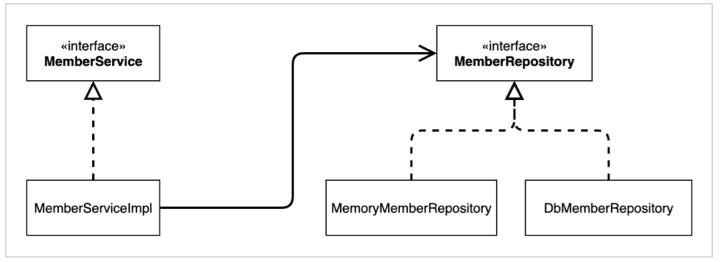 «interface»
MemberService
«interface»
MemberRepository
MemberServiceImpl
MemoryMemberRepository
DbMemberRepository